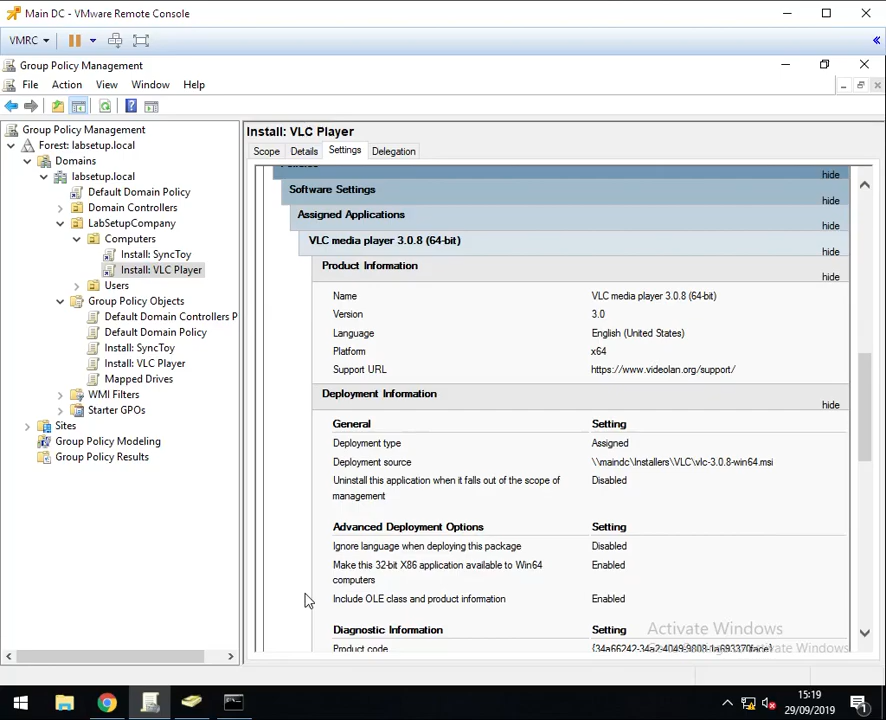 Main DC - VMware Remote Console
VMRC
Group Policy Management
File Action View Window Help
Group Policy Management
Forest: labsetup.local
Domains
labsetup.local
Default Domain Policy
Domain Controllers
LabSetupCompany
Computers
Install: SyncToy
Install: VLC Player
Users
Group Policy Objects
Default Domain Controllers P
Default Domain Policy
Install: SyncToy
Install: VLC Player
Mapped Drives
WMI Filters
Starter GPOs
Sites
Group Policy Modeling
Group Policy Results
Install: VLC Player
Scope Details Settings Delegation
hide
Software Settings
hide
Assigned Applications
hide
VLC media player 3.0.8 (64-bit)
hide
Product Information
hide
Name VLC media player 3.0.8 (64-bit)
Version 3.0
Language English (United States)
Platform x64
Support URL https://www.videolan.org/support/
Deployment Information
hide
General Setting
Deployment type Assigned
Deployment source \\maindc\Installers\VLC\vlc-3.0.8-win64.msi
Uninstall this application when it falls out of the scope of Disabled
management
Advanced Deployment Options Setting
Ignore language when deploying this package Disabled
Make this 32-bit X86 application available to Win64 Enabled
computers
Include OLE class and product information Enabled
Diagnostic Information Setting
Activate Windows
Product code
15:19
29/09/2019
1